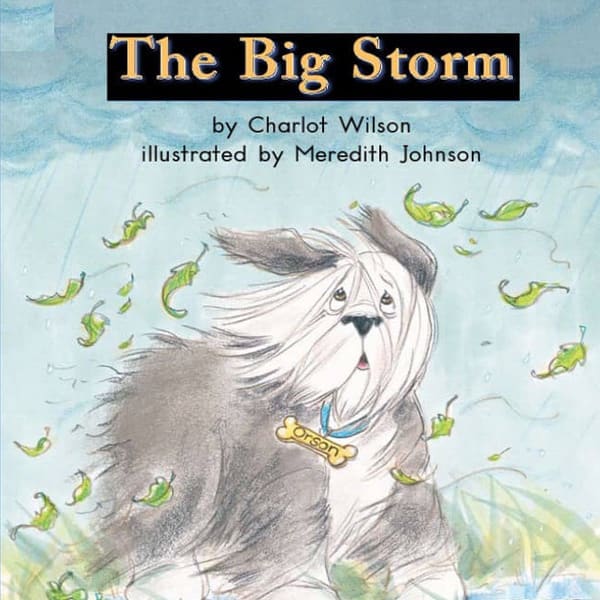 The Big Storm
by Charlot Wilson
illustrated by Meredith Johnson
Orson